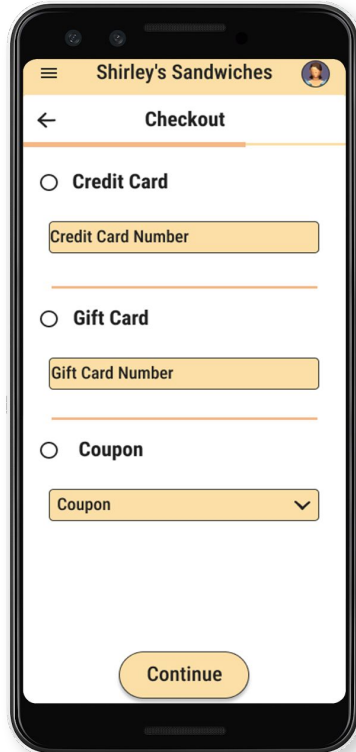 Shirley's Sandwiches
Checkout
Credit Card
Credit Card Number
Gift Card
Gift Card Number
Coupon
Coupon
Continue